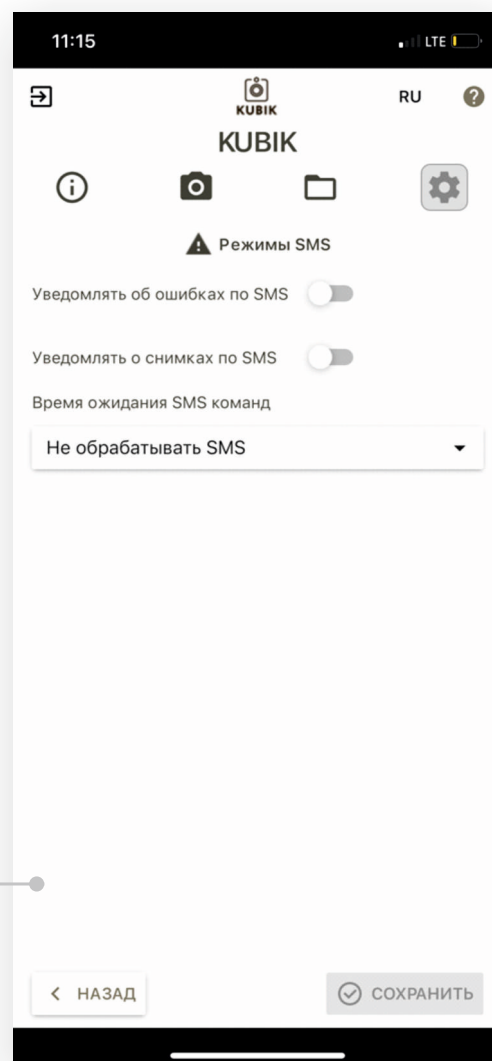 11:15
LTE
KUBIK
RU
KUBIK
Режимы SMS
Уведомлять об ошибках по SMS
Уведомлять о снимках по SMS
Время ожидания SMS команд
Не обрабатывать SMS
НАЗАД
СОХРАНИТЬ